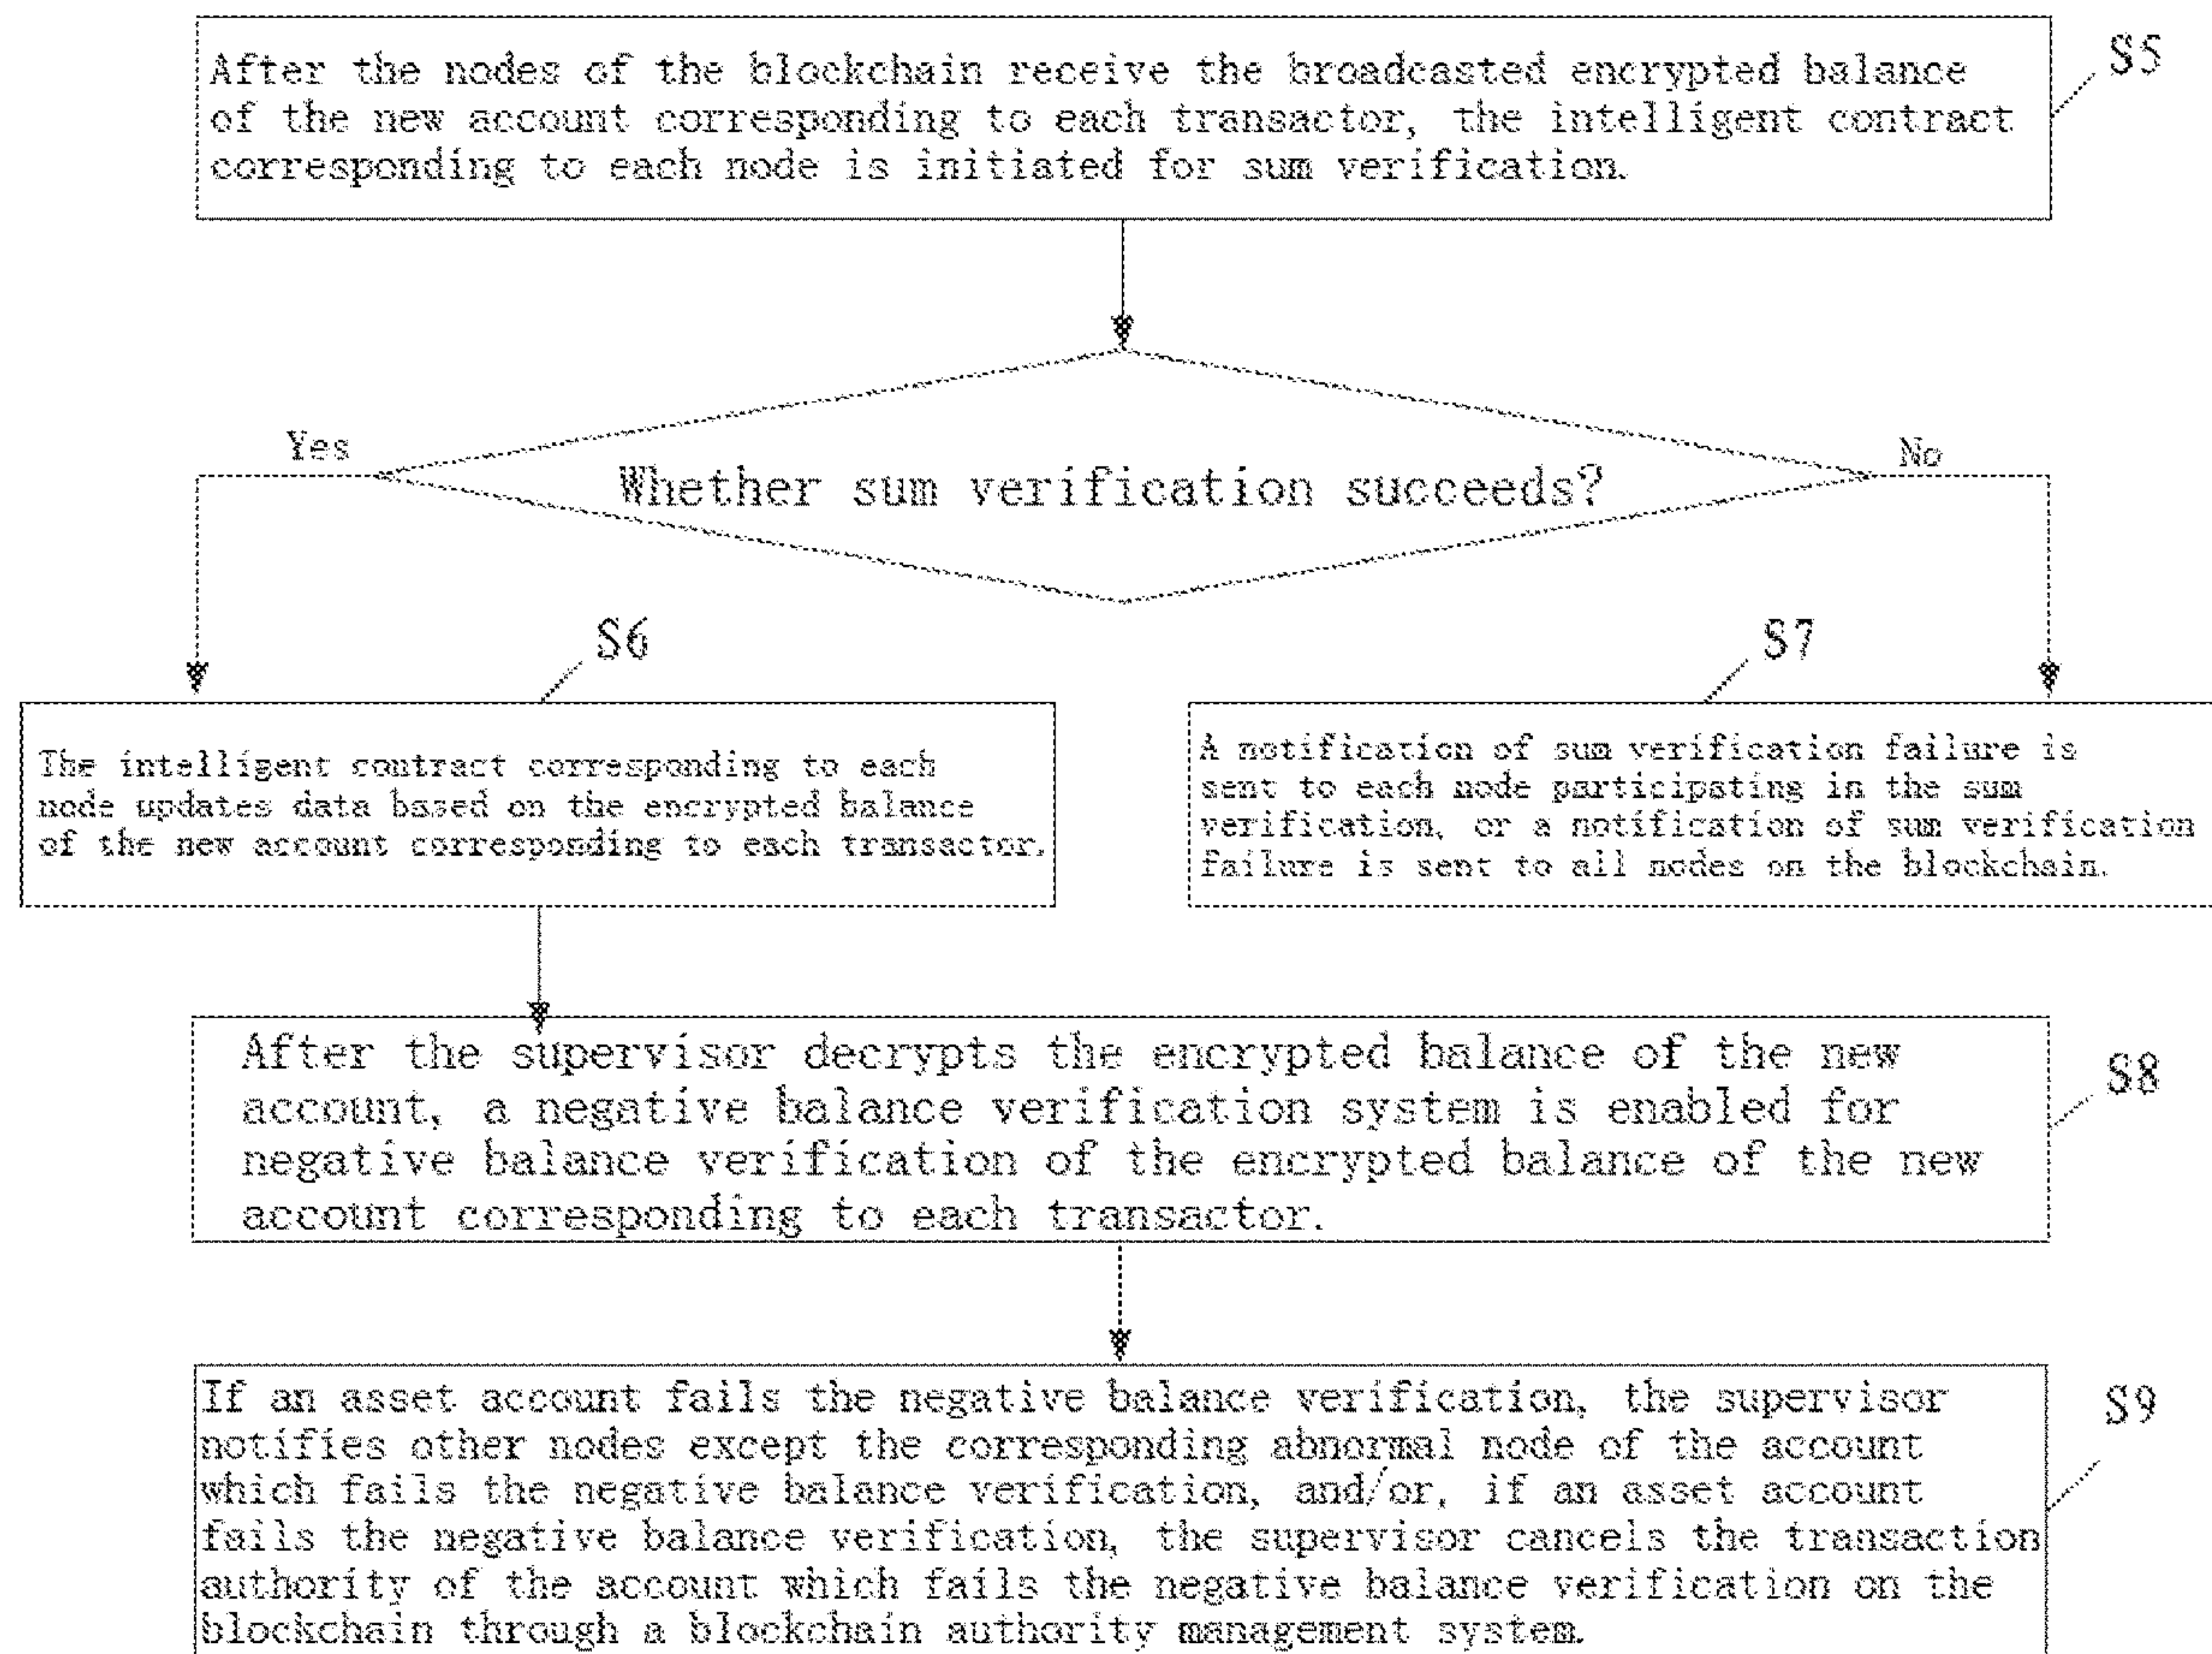 After the nodes of the blockchain receive the broadcasted encrypted balance
of the new account corresponding to each transactor, the intelligent contract
corresponding to each node is initiated for sum verification.
S5
Yes
Whether sum verification succeeds?
No
S6
S7
The intelligent contract corresponding to each
node updates data based on the encrypted balance
of the new account corresponding to each transactor.
A notification of sum verification failure is
sent to each node participating in the sum
verification, or a notification of sum verification
failure is sent to all nodes on the blockchain.
After the supervisor decrypts the encrypted balance of the new
account, a negative balance verification system is enabled for
negative balance verification of the encrypted balance of the new
account corresponding to each transactor.
S8
If an asset account fails the negative balance verification, the supervisor
notifies other nodes except the corresponding abnormal node of the account
which fails the negative balance verification, and/or, if an asset account
fails the negative balance verification, the supervisor cancels the transaction
authority of the account which fails the negative balance verification on the
blockchain through a blockchain authority management system.
S9